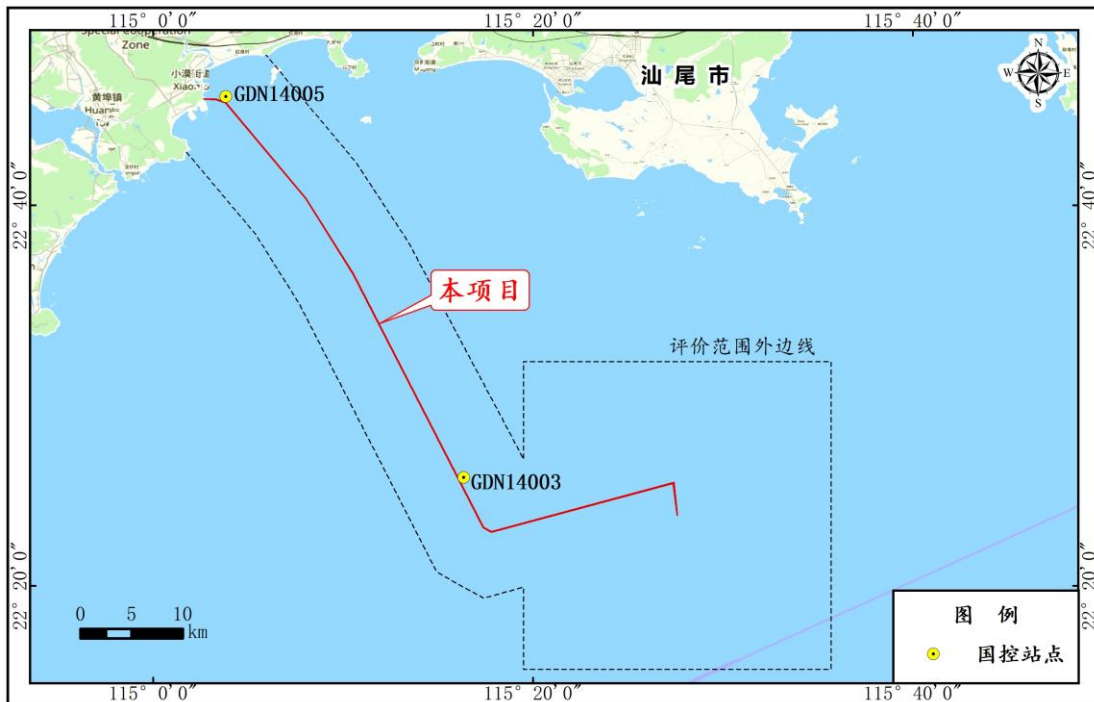 115° 0'0″
115° 20'0″
115° 40'0″
Special Cooperation
Zone
小漠街道
黄埠镇
汕尾市
N
W
E
S
GDN14005
22° 40'0″
22° 40'0″
本项目
评价范围外边线
GDN14003
22° 20'0″
22° 20'0″
0 5 10
km
图 例
国控站点
115° 0'0″
115° 20'0″
115° 40'0″